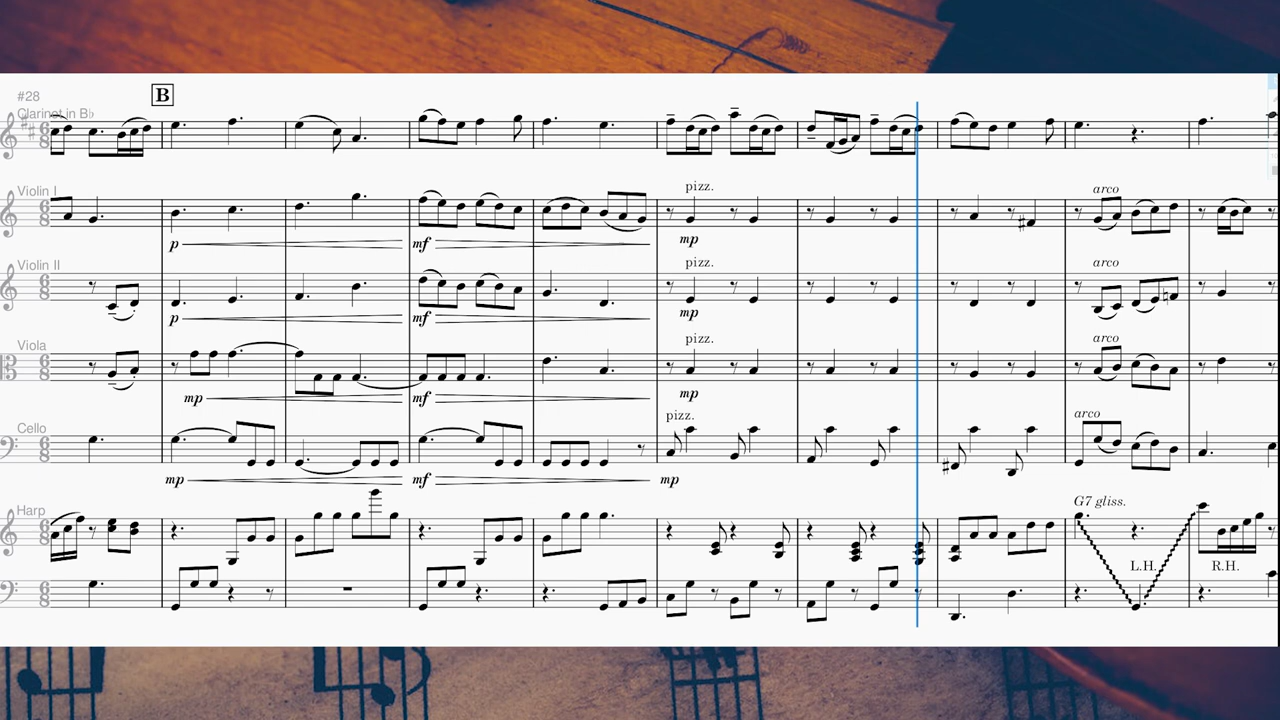 #28
B
Clarinet in B♭
Violin I
pizz.
arco
p
mf
mp
Violin II
pizz.
arco
p
mf
mp
Viola
pizz.
arco
mp
mf
mp
Cello
pizz.
arco
mp
mf
mp
Harp
G7 gliss.
L.H.
R.H.